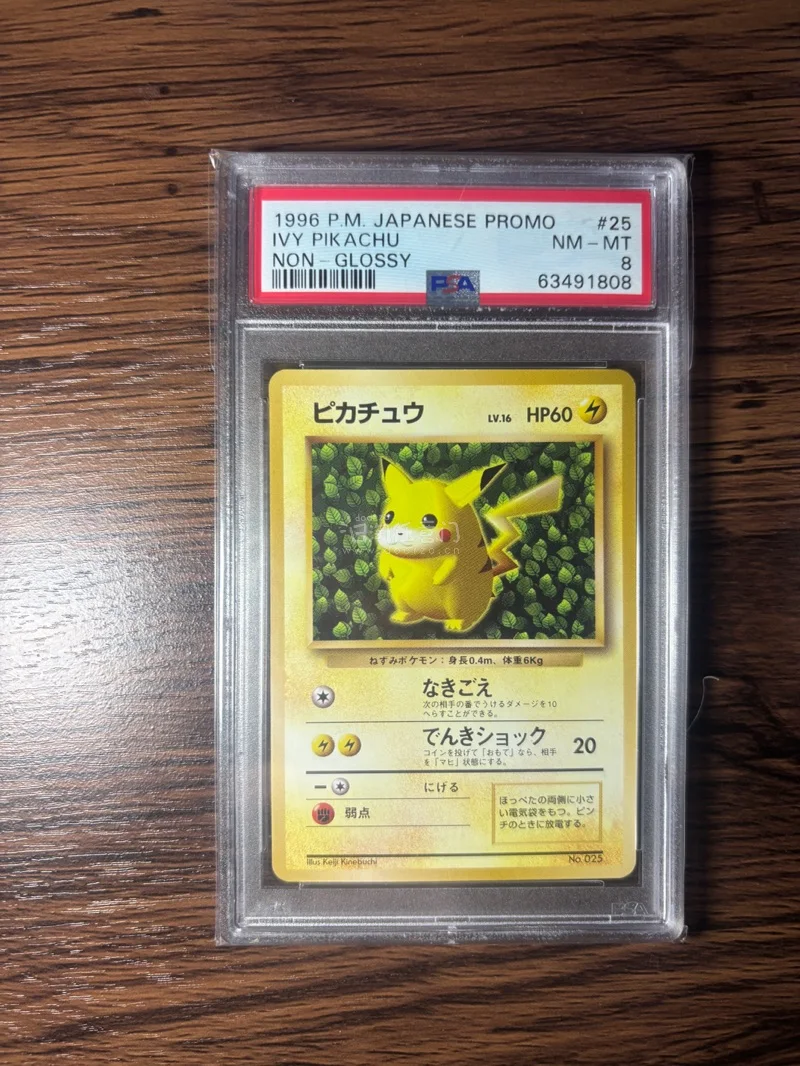 1996 P.M. JAPANESE PROMO #25
IVY PIKACHU NM-MT
NON-GLOSSY 8
PSA 63491808
ピカチュウ LV.16 HP60
ねずみポケモン：身長0.4m、体重6Kg
なきごえ
次の相手の番でうけるダメージを10
へらすことができる。
でんきショック 20
コインを投げて「おもて」なら、相手
を「マヒ」状態にする。
にげる
弱点
ほっぺたの両側に小さ
い電気袋をもつ。ピン
チのときに放電する。
Illus Keiji Kinebuchi No 025
PSA